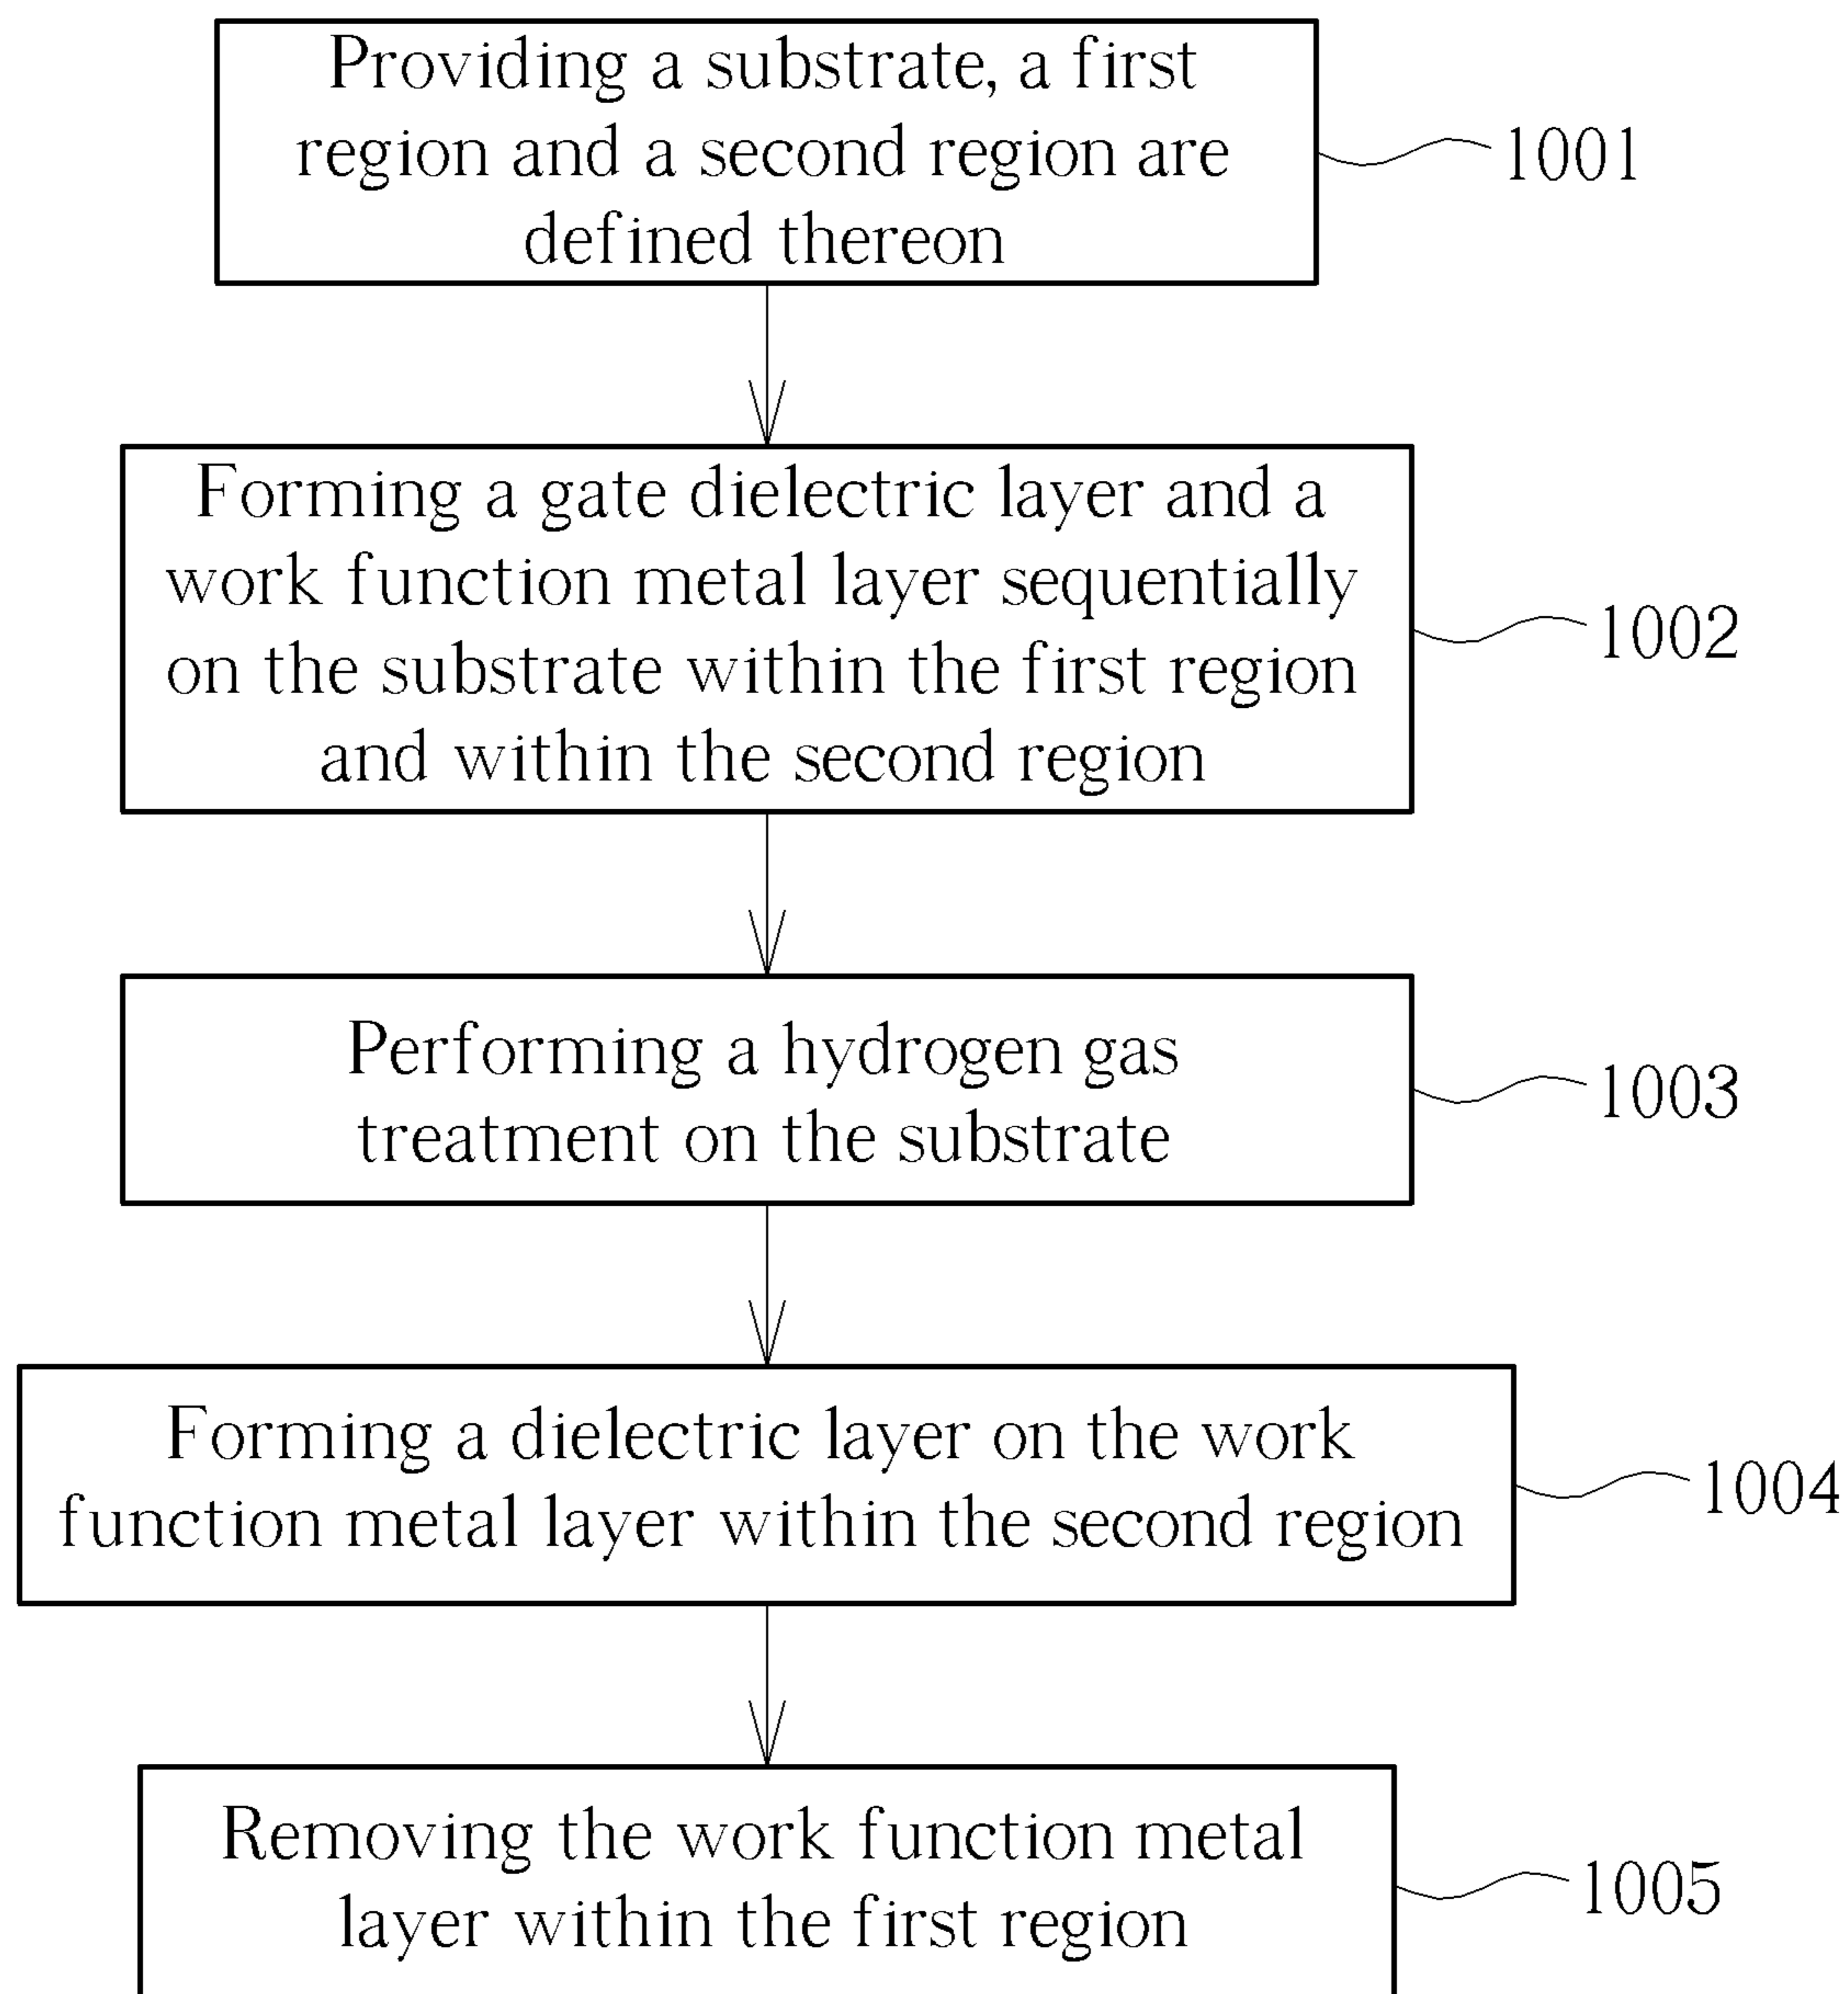 Providing a substrate, a first
region and a second region are
defined thereon
1001
Forming a gate dielectric layer and a
work function metal layer sequentially
on the substrate within the first region
and within the second region
1002
Performing a hydrogen gas
treatment on the substrate
1003
Forming a dielectric layer on the work
function metal layer within the second region
1004
Removing the work function metal
layer within the first region
1005